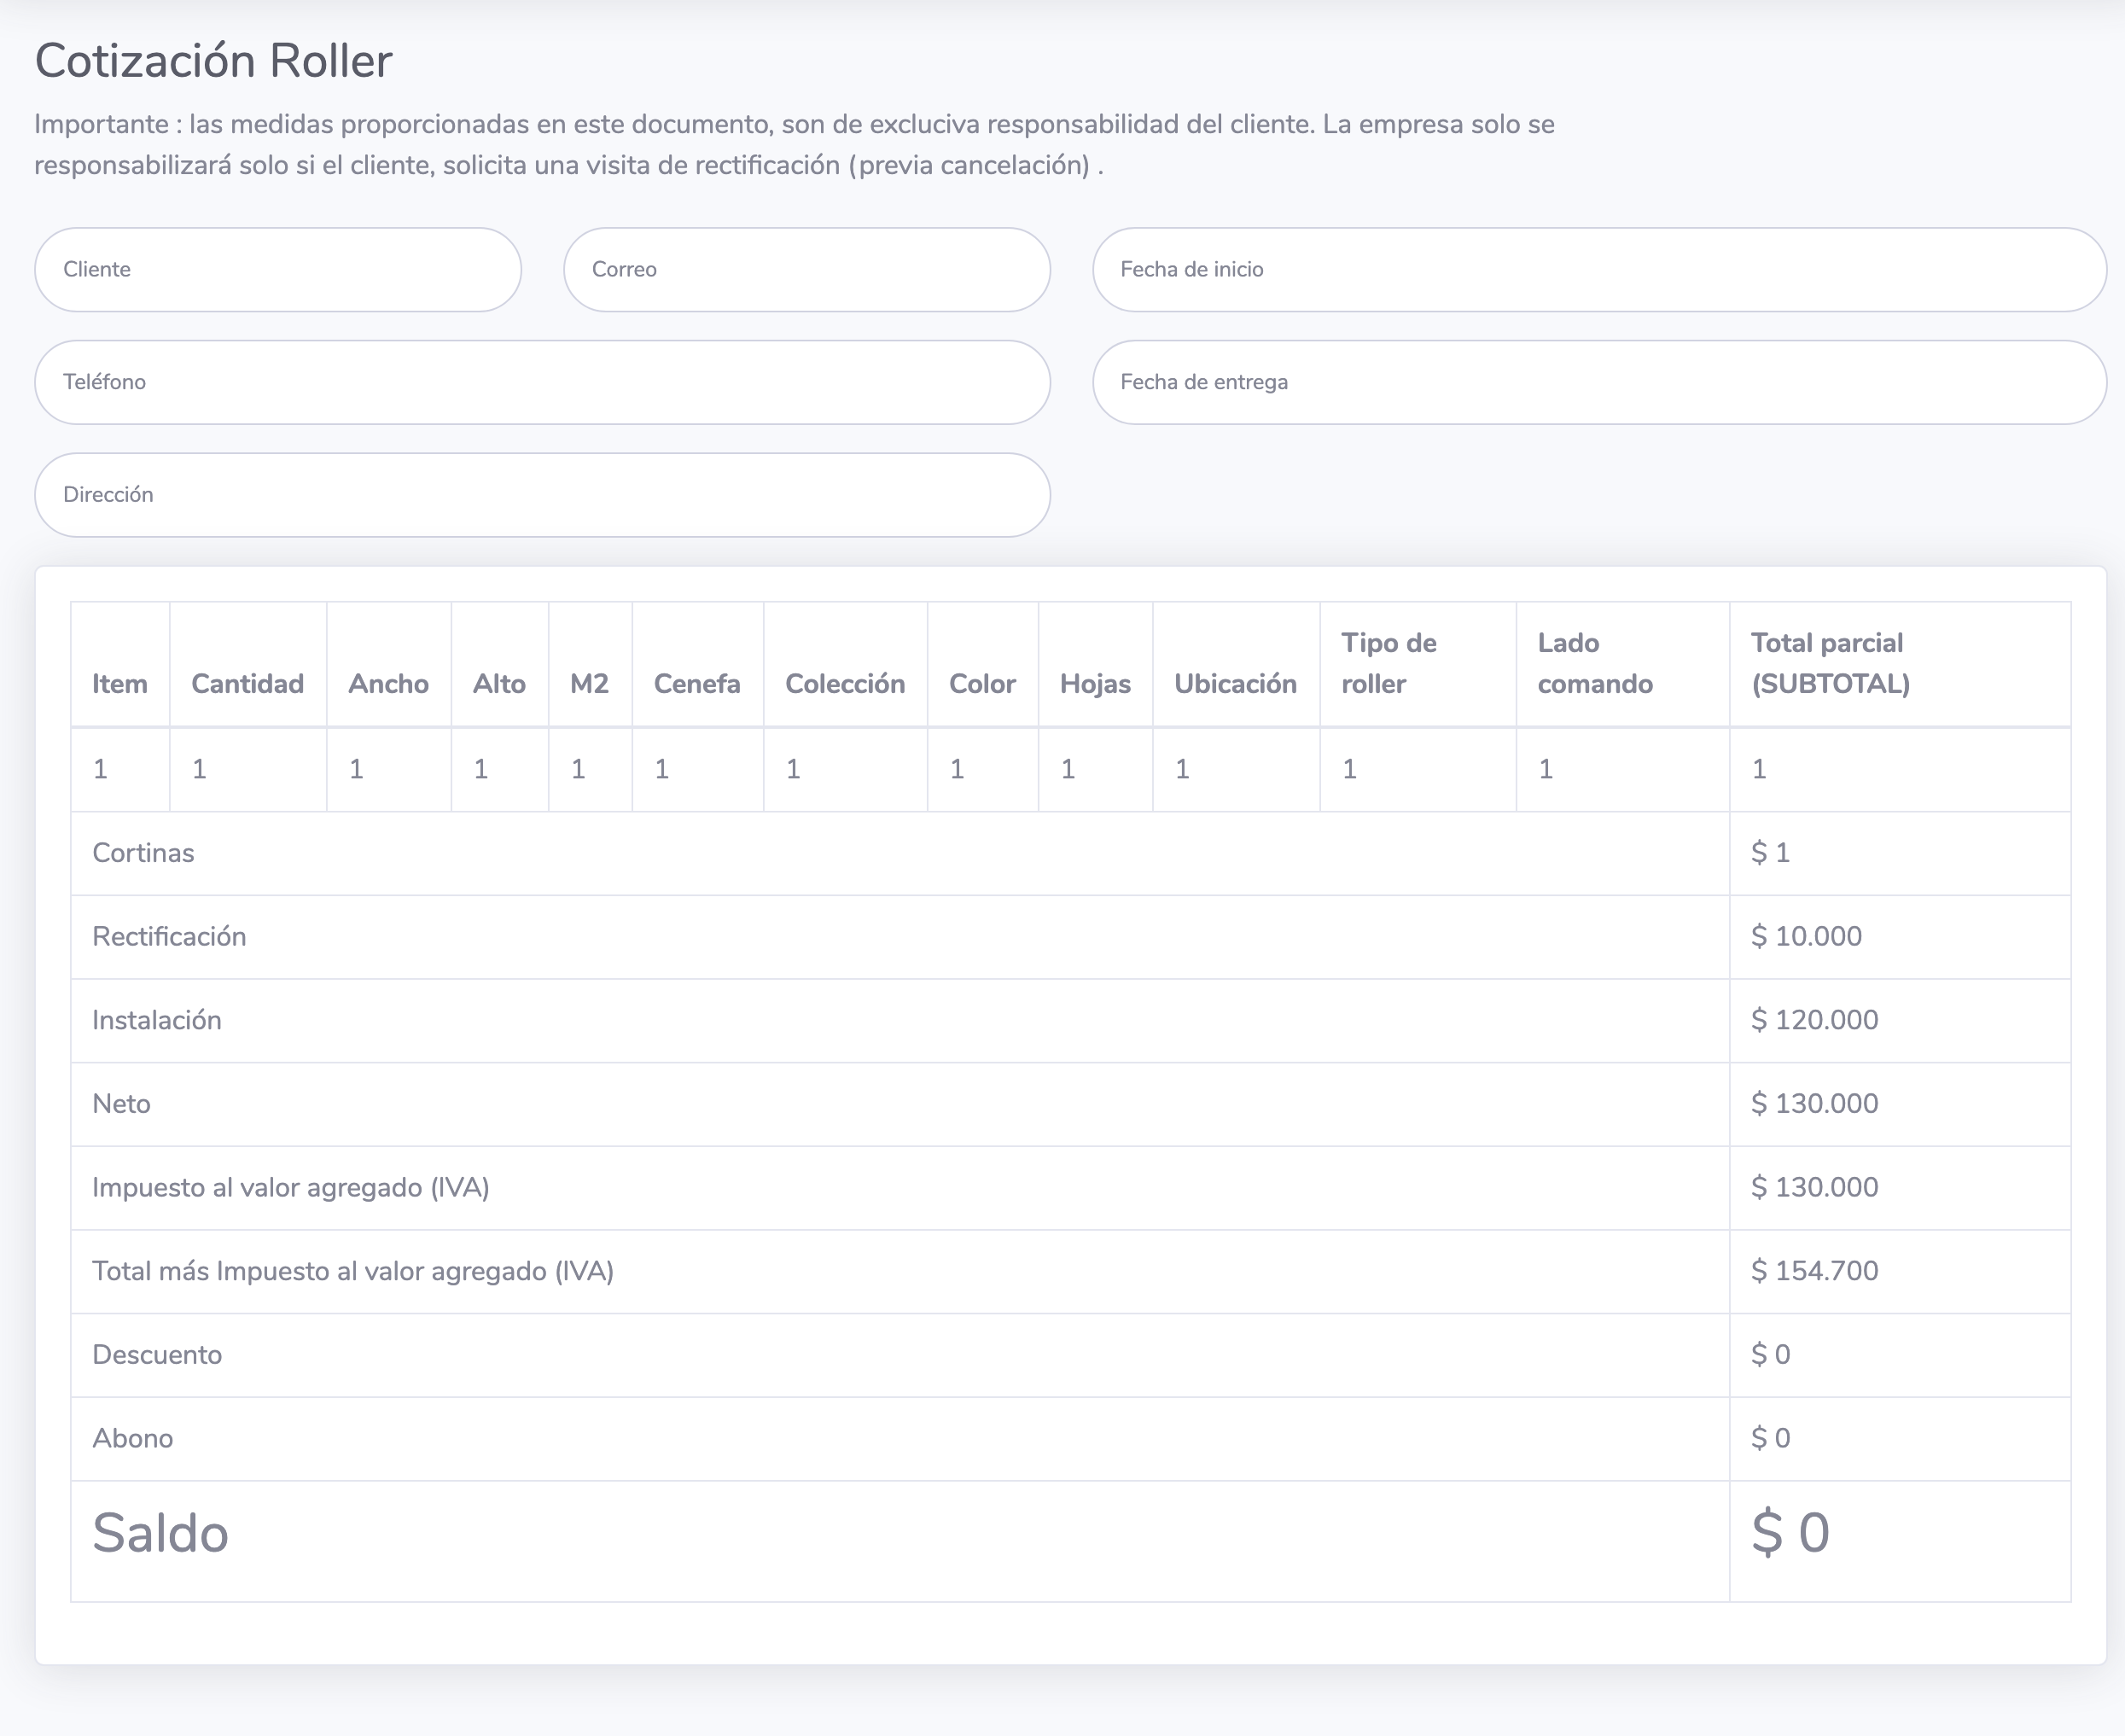 Cotización Roller
Importante : las medidas proporcionadas en este documento, son de excluciva responsabilidad del cliente. La empresa solo se
responsabilizará solo si el cliente, solicita una visita de rectificación (previa cancelación) .
Cliente
Correo
Fecha de inicio
Teléfono
Fecha de entrega
Dirección
Item Cantidad Ancho Alto M2 Cenefa Colección Color Hojas Ubicación Tipo de roller Lado comando Total parcial (SUBTOTAL)
1 1 1 1 1 1 1 1 1 1 1 1 1
Cortinas $ 1
Rectificación $ 10.000
Instalación $ 120.000
Neto $ 130.000
Impuesto al valor agregado (IVA) $ 130.000
Total más Impuesto al valor agregado (IVA) $ 154.700
Descuento $ 0
Abono $ 0
Saldo $ 0